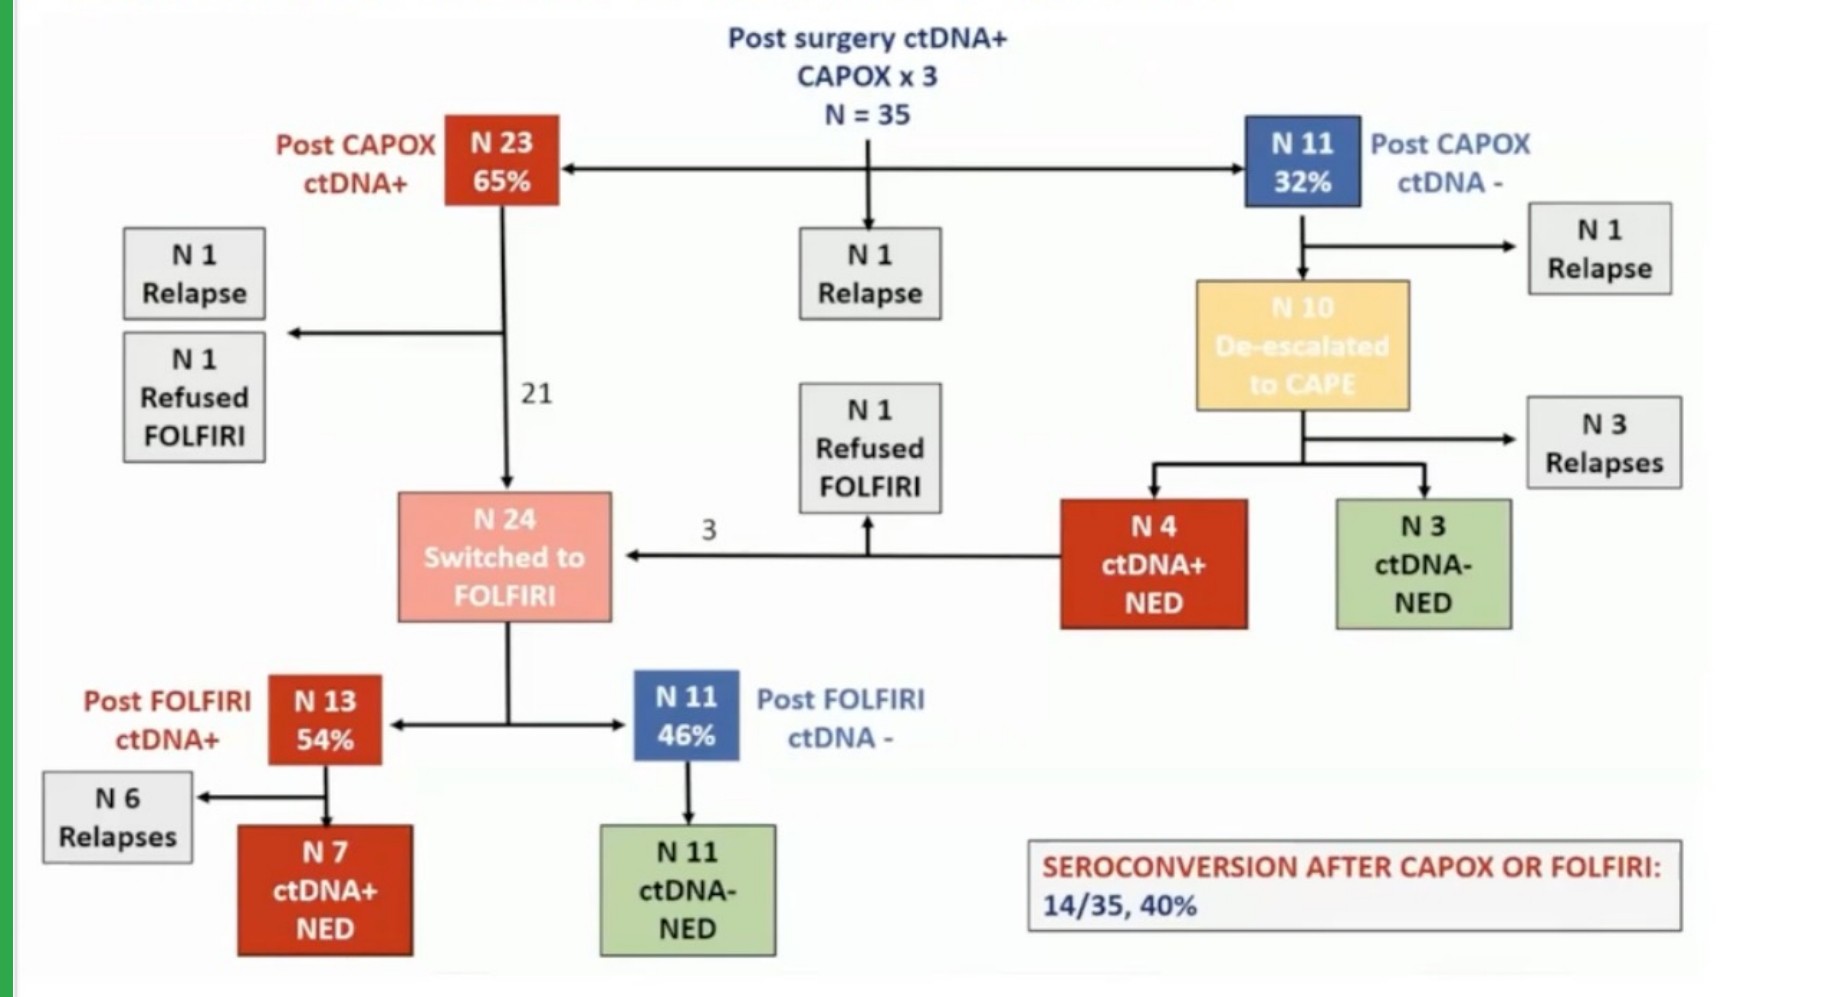 Post surgery ctDNA+
CAPOX x 3
N = 35
Post CAPOX
ctDNA+
N 23
65%
N 11
32%
Post CAPOX
ctDNA -
N 1
Relapse
N 1
Relapse
N 1
Relapse
N 1
Refused
FOLFIRI
21
N 10
De-escalated
to CAPE
N 1
Refused
FOLFIRI
N 3
Relapses
N 24
Switched to
FOLFIRI
3
N 4
ctDNA+
NED
N 3
ctDNA-
NED
Post FOLFIRI
ctDNA+
N 13
54%
N 11
46%
Post FOLFIRI
ctDNA -
N 6
Relapses
N 7
ctDNA+
NED
N 11
ctDNA-
NED
SEROCONVERSION AFTER CAPOX OR FOLFIRI:
14/35, 40%